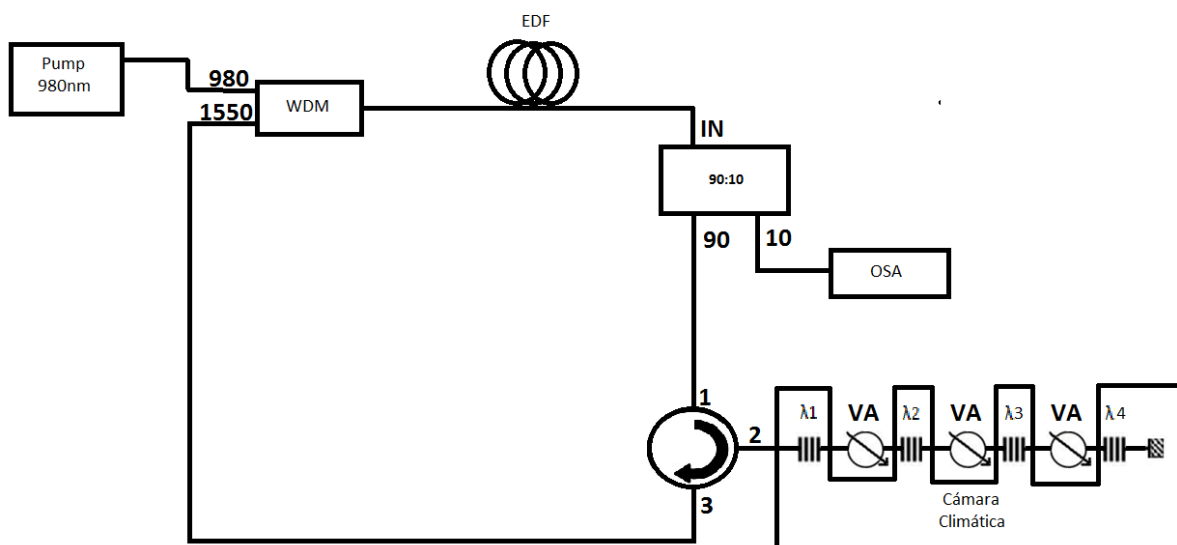 EDF
Pump
980nm
980
1550
WDM
IN
90:10
90
10
OSA
1
2
3
λ1
VA
λ2
VA
λ3
VA
λ4
Cámara
Climática